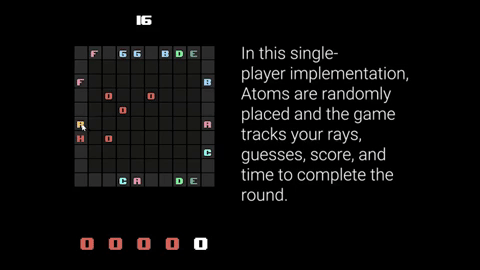 16
F G G B D E
F B
O O
O
R A
H O
C
C A D E
O O O O O
In this single-
player implementation,
Atoms are randomly
placed and the game
tracks your rays,
guesses, score, and
time to complete the
round.